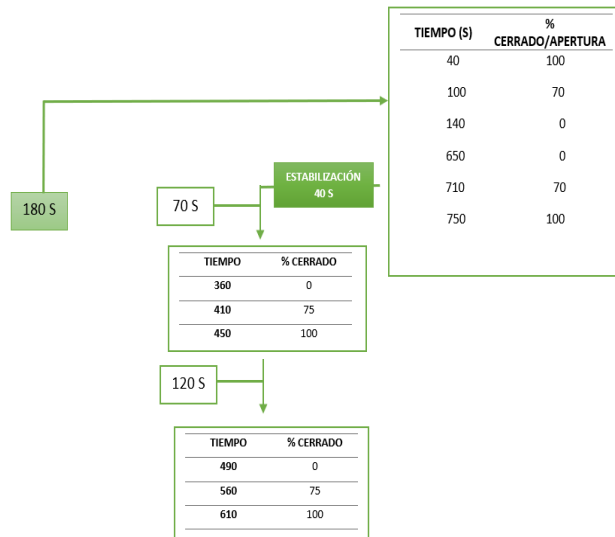 TIEMPO (S) % CERRADO/APERTURA
40 100
100 70
140 0
650 0
710 70
750 100
180 S
ESTABILIZACIÓN
40 S
70 S
TIEMPO % CERRADO
360 0
410 75
450 100
120 S
TIEMPO % CERRADO
490 0
560 75
610 100